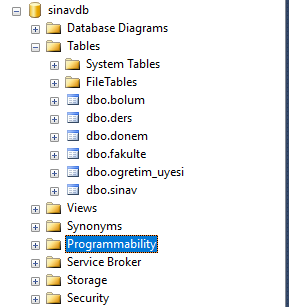 sinavdb
Database Diagrams
Tables
System Tables
FileTables
dbo.bolum
dbo.ders
dbo.donem
dbo.fakulte
dbo.ogretim_uyesi
dbo.sinav
Views
Synonyms
Programmability
Service Broker
Storage
Security